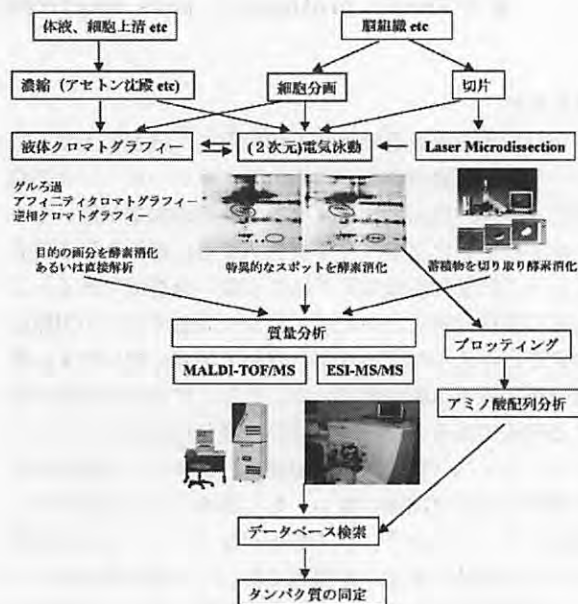 体液、細胞上清 etc
脳組織 etc
濃縮（アセトン沈殿 etc)
細胞分画
切片
液体クロマトグラフィー
(２次元)電気泳動
Laser Microdissection
ゲルろ過
アフィニティクロマトグラフィー
逆相クロマトグラフィー
目的の画分を酵素消化
あるいは直接解析
特異的なスポットを酵素消化
蓄積物を切り取り酵素消化
質量分析
MALDI-TOF/MS
ESI-MS/MS
ブロッティング
アミノ酸配列分析
データベース検索
タンパク質の同定